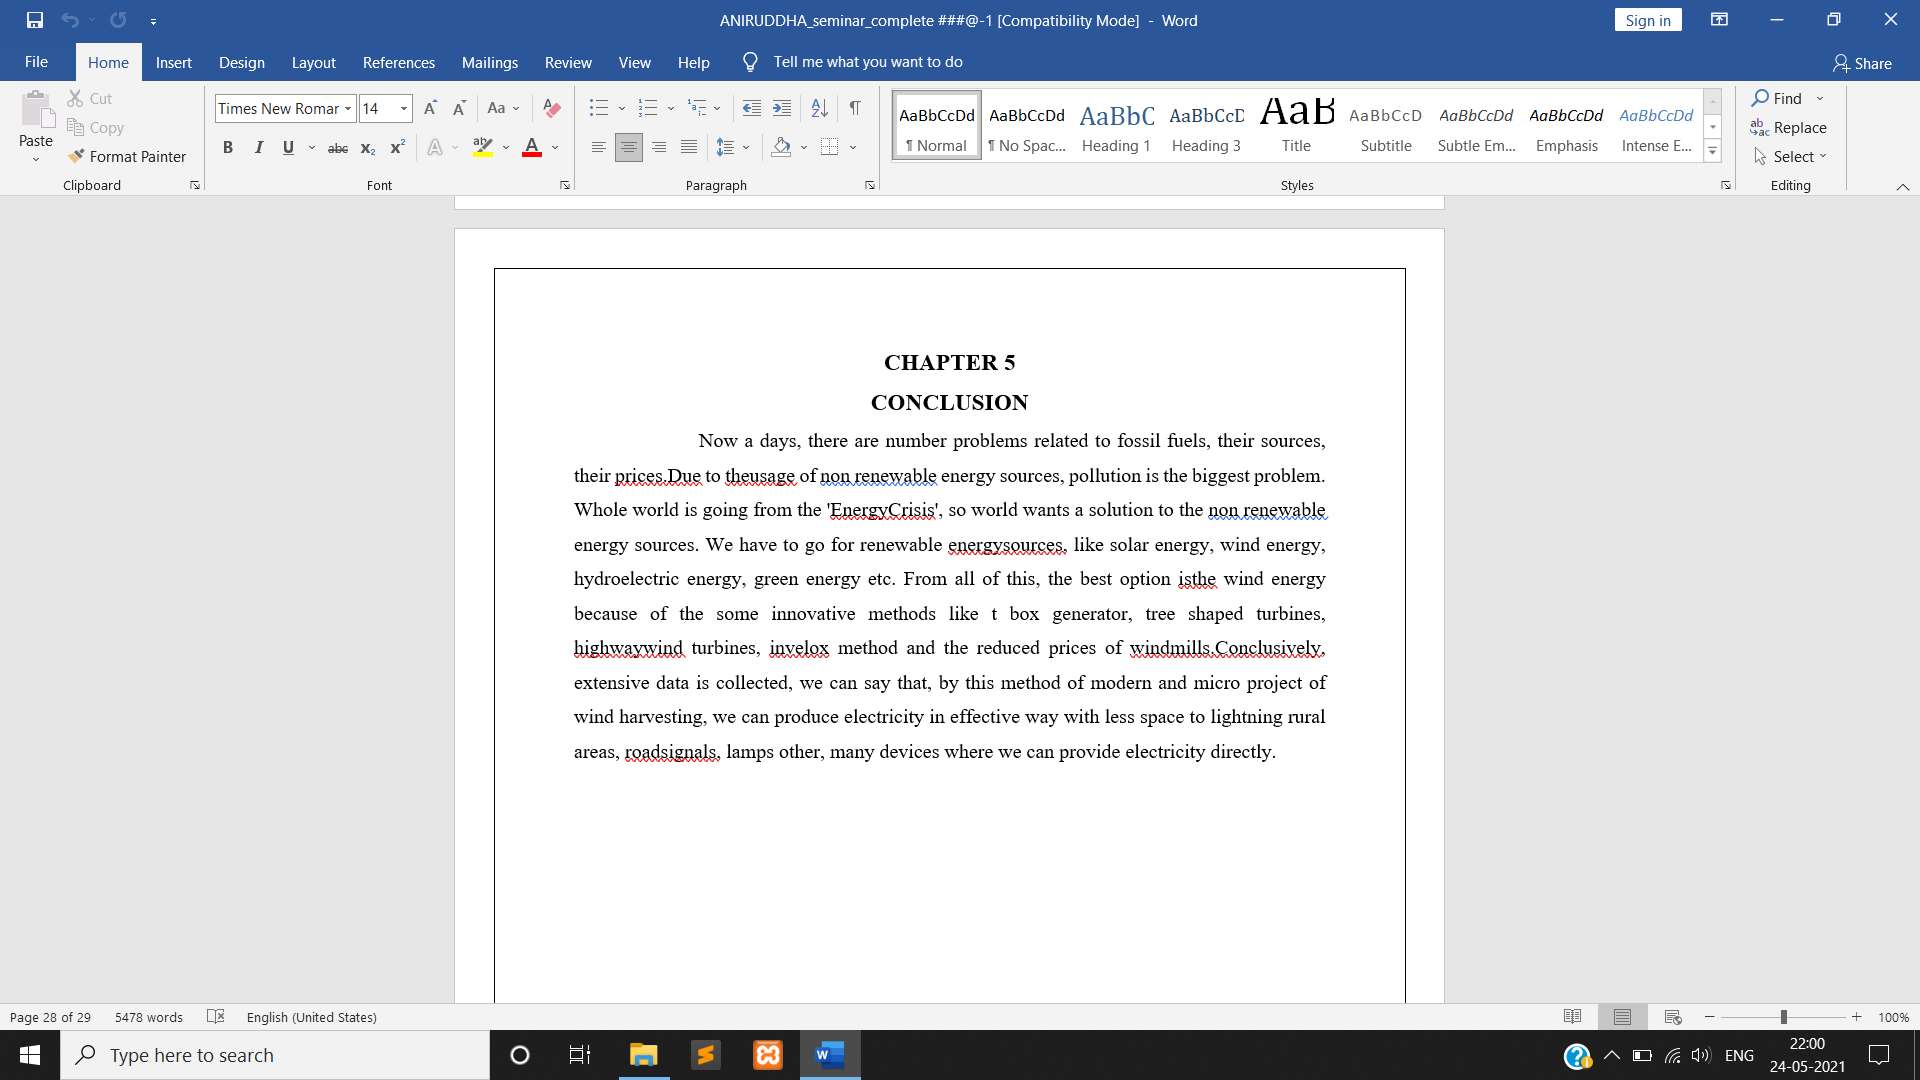 ANIRUDDHA_seminar_complete ###@-1 [Compatibility Mode] - Word
Sign in
File
Home
Insert
Design
Layout
References
Mailings
Review
View
Help
Tell me what you want to do
Share
Paste
Cut
Copy
Format Painter
Clipboard
Times New Roman
14
Aa
B I U abc x₂ x²
Font
Paragraph
AaBbCcDd
¶ Normal
AaBbCcDd
¶ No Spac...
AaBbC
Heading 1
AaBbCcD
Heading 3
AaB
Title
AaBbCcD
Subtitle
AaBbCcDd
Subtle Em...
AaBbCcDd
Emphasis
AaBbCcDd
Intense E...
Styles
Find
Replace
Select
Editing
CHAPTER 5
CONCLUSION
Now a days, there are number problems related to fossil fuels, their sources,
their prices.Due to theusage of non renewable energy sources, pollution is the biggest problem.
Whole world is going from the 'EnergyCrisis', so world wants a solution to the non renewable
energy sources. We have to go for renewable energysources, like solar energy, wind energy,
hydroelectric energy, green energy etc. From all of this, the best option isthe wind energy
because of the some innovative methods like t box generator, tree shaped turbines,
highwaywind turbines, invelox method and the reduced prices of windmills.Conclusively,
extensive data is collected, we can say that, by this method of modern and micro project of
wind harvesting, we can produce electricity in effective way with less space to lightning rural
areas, roadsignals, lamps other, many devices where we can provide electricity directly.
Page 28 of 29
5478 words
English (United States)
100%
Type here to search
ENG
22:00
24-05-2021